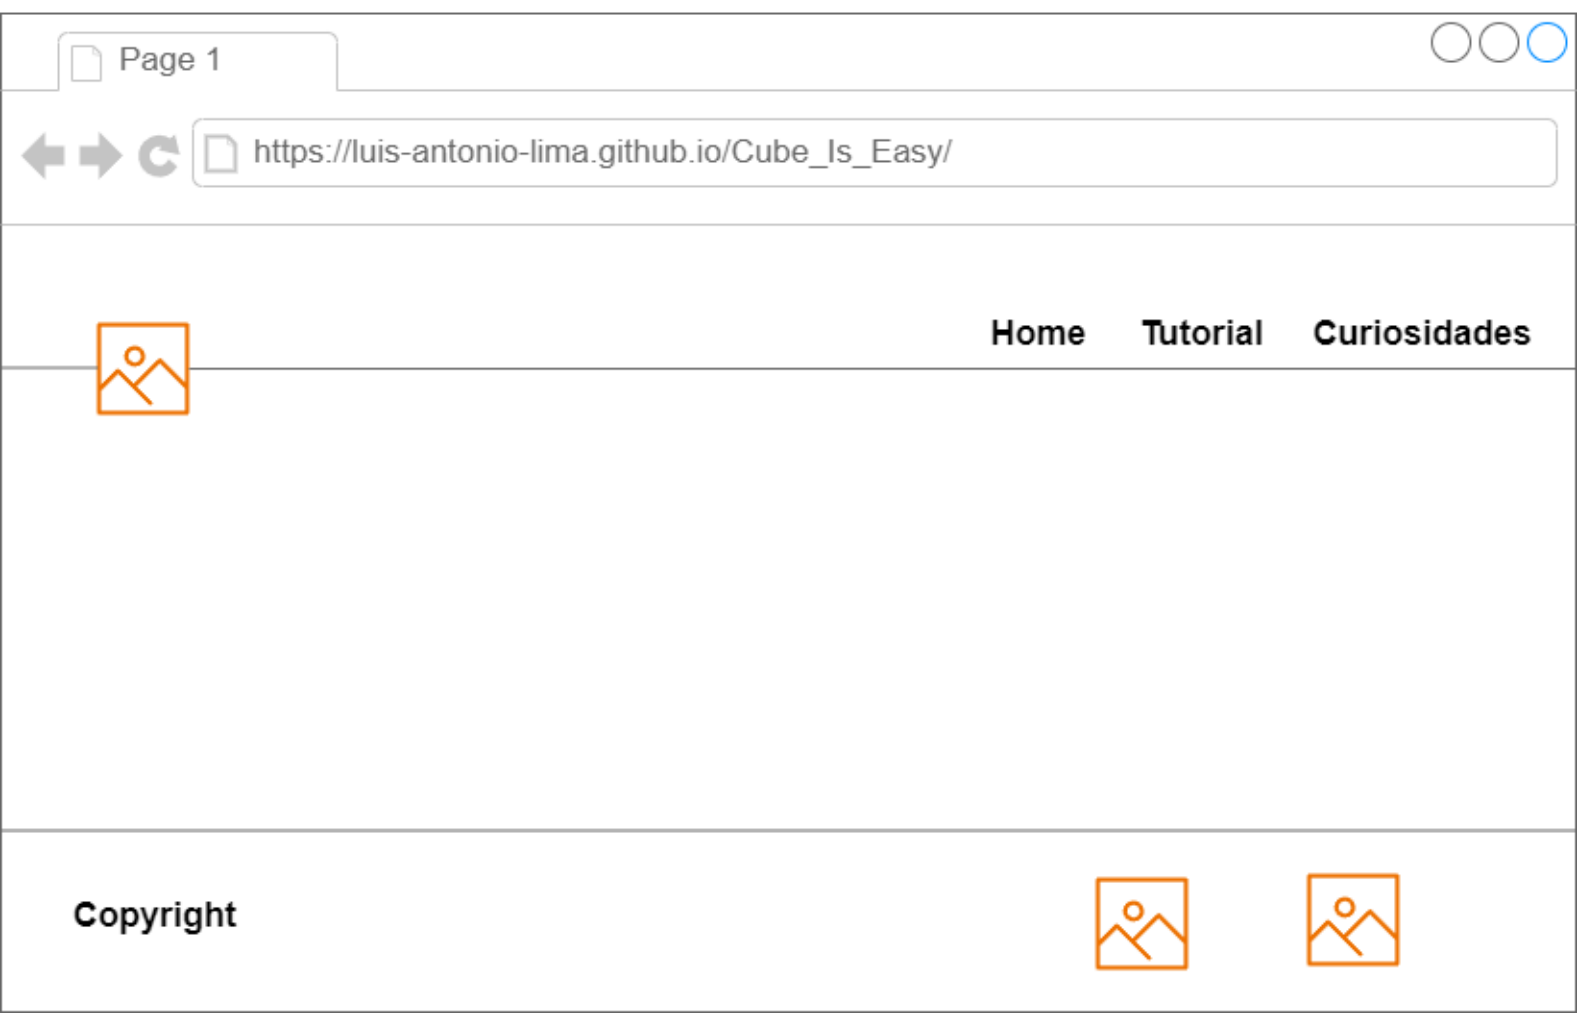 Page 1
https://luis-antonio-lima.github.io/Cube_Is_Easy/
Home Tutorial Curiosidades
Copyright